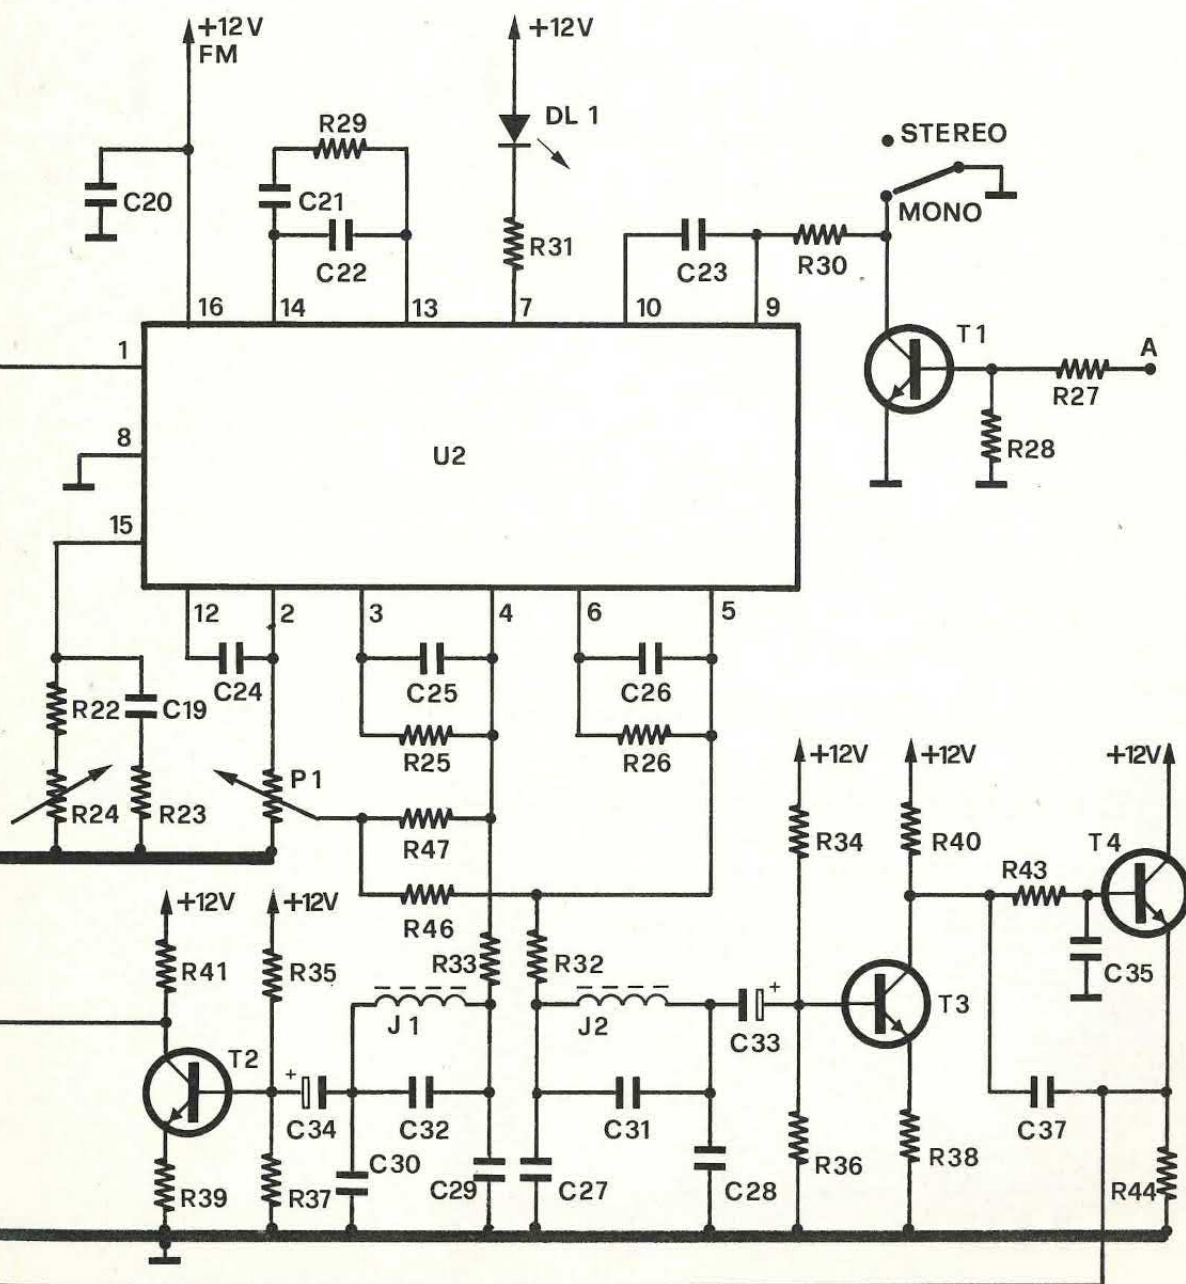 +12V +12V
FM
DL 1
R29
STEREO
C20 C21
MONO
R31
C22 C23 R30
16 14 13 7 10 9
T1
1
A
R27
8
U2
R28
15
12 2 3 4 6 5
C24 C25 C26
R22 C19
R25 R26
+12V +12V +12V
P1
R24 R23
R34 R40 T4
R47
R43
+12V +12V
R46
R41 R35 R33 R32 C35
T3
J1 J2
+
C33
T2
+
C34 C32 C31 C37
C30
R36 R38
R39 R37 C29 C27 C28 R44